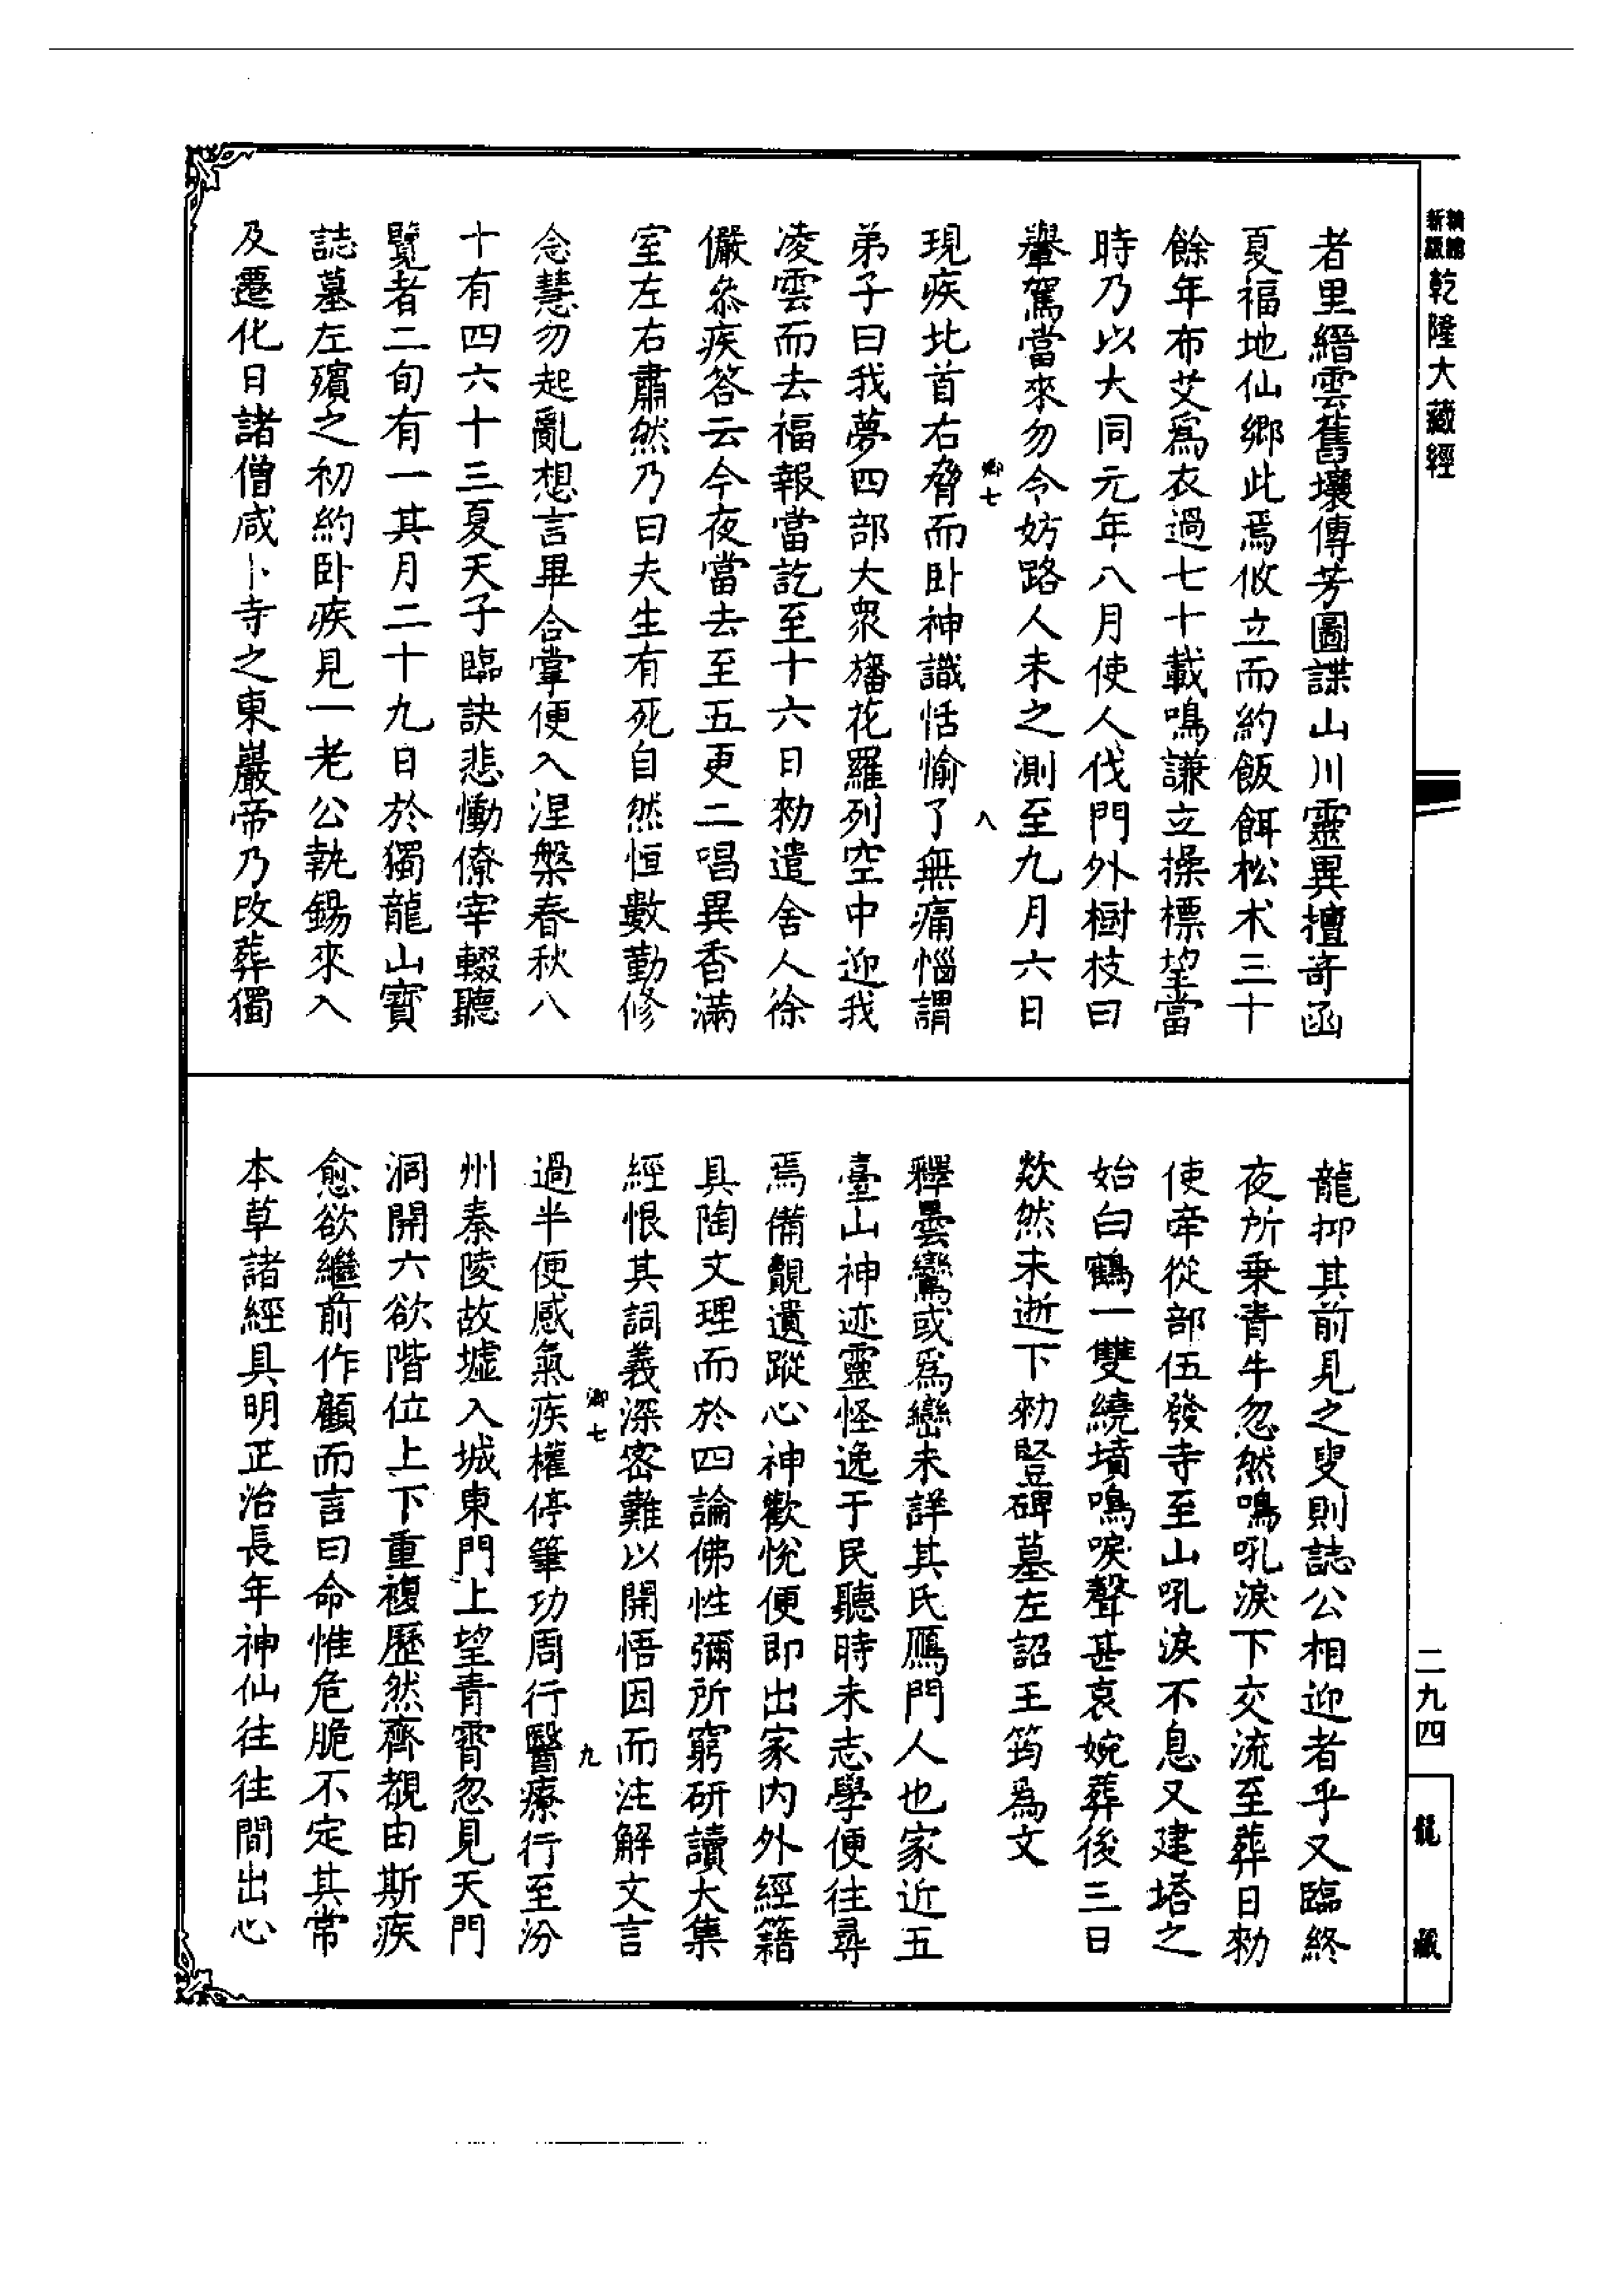 精縮
新編
乾隆大藏經
者里縉雲舊壤傳芳圖諜山川靈異擅奇函
夏福地仙鄉此焉攸立而約飯餌松朮三十
餘年布艾爲衣過七十載鳴謙立操標望當
時乃以大同元年八月使人伐門外樹枝曰
轝駕當來勿令妨路人未之測至九月六日
卿七
八
現疾北首右脅而臥神識恬愉了無痛惱謂
弟子曰我夢四部大衆旛花羅列空中迎我
凌雲而去福報當訖至十六日勑遣舍人徐
儼叅疾答云今夜當去至五更二唱異香滿
室左右肅然乃曰夫生有死自然恒數勤修
念慧勿起亂想言畢合掌便入涅槃春秋八
十有四六十三夏天子臨訣悲慟僚宰輟聽
覽者二旬有一其月二十九日於獨龍山寶
誌墓左殯之初約臥疾見一老公執錫來入
及遷化日諸僧咸卜寺之東巖帝乃改葬獨
龍抑其前見之叟則誌公相迎者乎又臨終
夜所乗青牛忽然鳴吼淚下交流至葬日勑
使牽從部伍發寺至山吼淚不息又建塔之
始白鶴一雙繞墳鳴唳聲甚哀婉葬後三日
欻然未逝下勑豎碑墓左詔王筠爲文
釋曇鸞或爲巒未詳其氏鴈門人也家近五
臺山神迹靈怪逸于民聽時未志學便往尋
焉備覿遺蹤心神歡悅便即出家內外經籍
具陶文理而於四論佛性彌所窮研讀大集
經恨其詞義深密難以開悟因而注解文言
卿七
九
過半便感氣疾權停筆功周行醫療行至汾
州秦陵故墟入城東門上望青霄忽見天門
洞開六欲階位上下重複歷然齊覩由斯疾
愈欲繼前作顧而言曰命惟危脆不定其常
本草諸經具明正治長年神仙往往間出心
二九四
龍藏